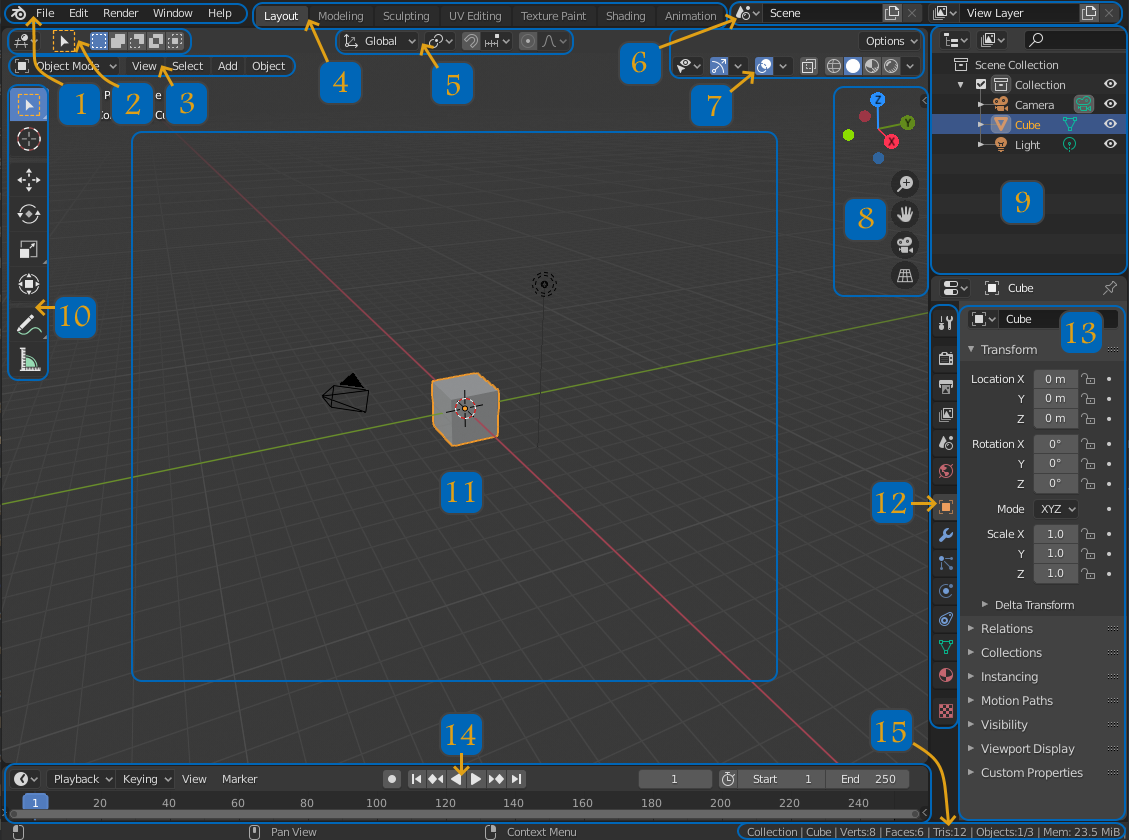 File Edit Render Window Help
Layout Modeling Sculpting UV Editing Texture Paint Shading Animation
Scene
View Layer
Global
Options
Object Mode View Select Add Object
1
2
3
4
5
6
7
8
9
10
11
12
13
14
15
Z
Y
X
Scene Collection
Collection
Camera
Cube
Light
Cube
Cube
Transform
Location X 0 m
Y 0 m
Z 0 m
Rotation X 0°
Y 0°
Z 0°
Mode XYZ
Scale X 1.0
Y 1.0
Z 1.0
Delta Transform
Relations
Collections
Instancing
Motion Paths
Visibility
Viewport Display
Custom Properties
Playback Keying View Marker
1 Start 1 End 250
1 20 40 60 80 100 120 140 160 180 200 220 240
Pan View Context Menu
Collection | Cube | Verts:8 | Faces:6 | Tris:12 | Objects:1/3 | Mem: 23.5 MiB